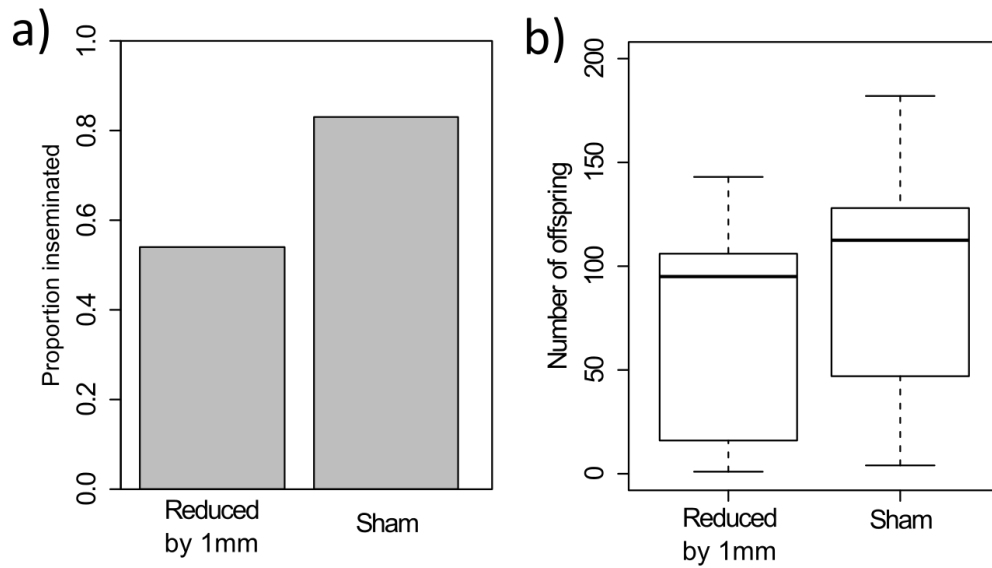 a)
Proportion inseminated
1.0
0.8
0.6
0.4
0.2
0.0
Reduced
by 1mm
Sham
b)
Number of offspring
200
150
100
50
0
Reduced
by 1mm
Sham